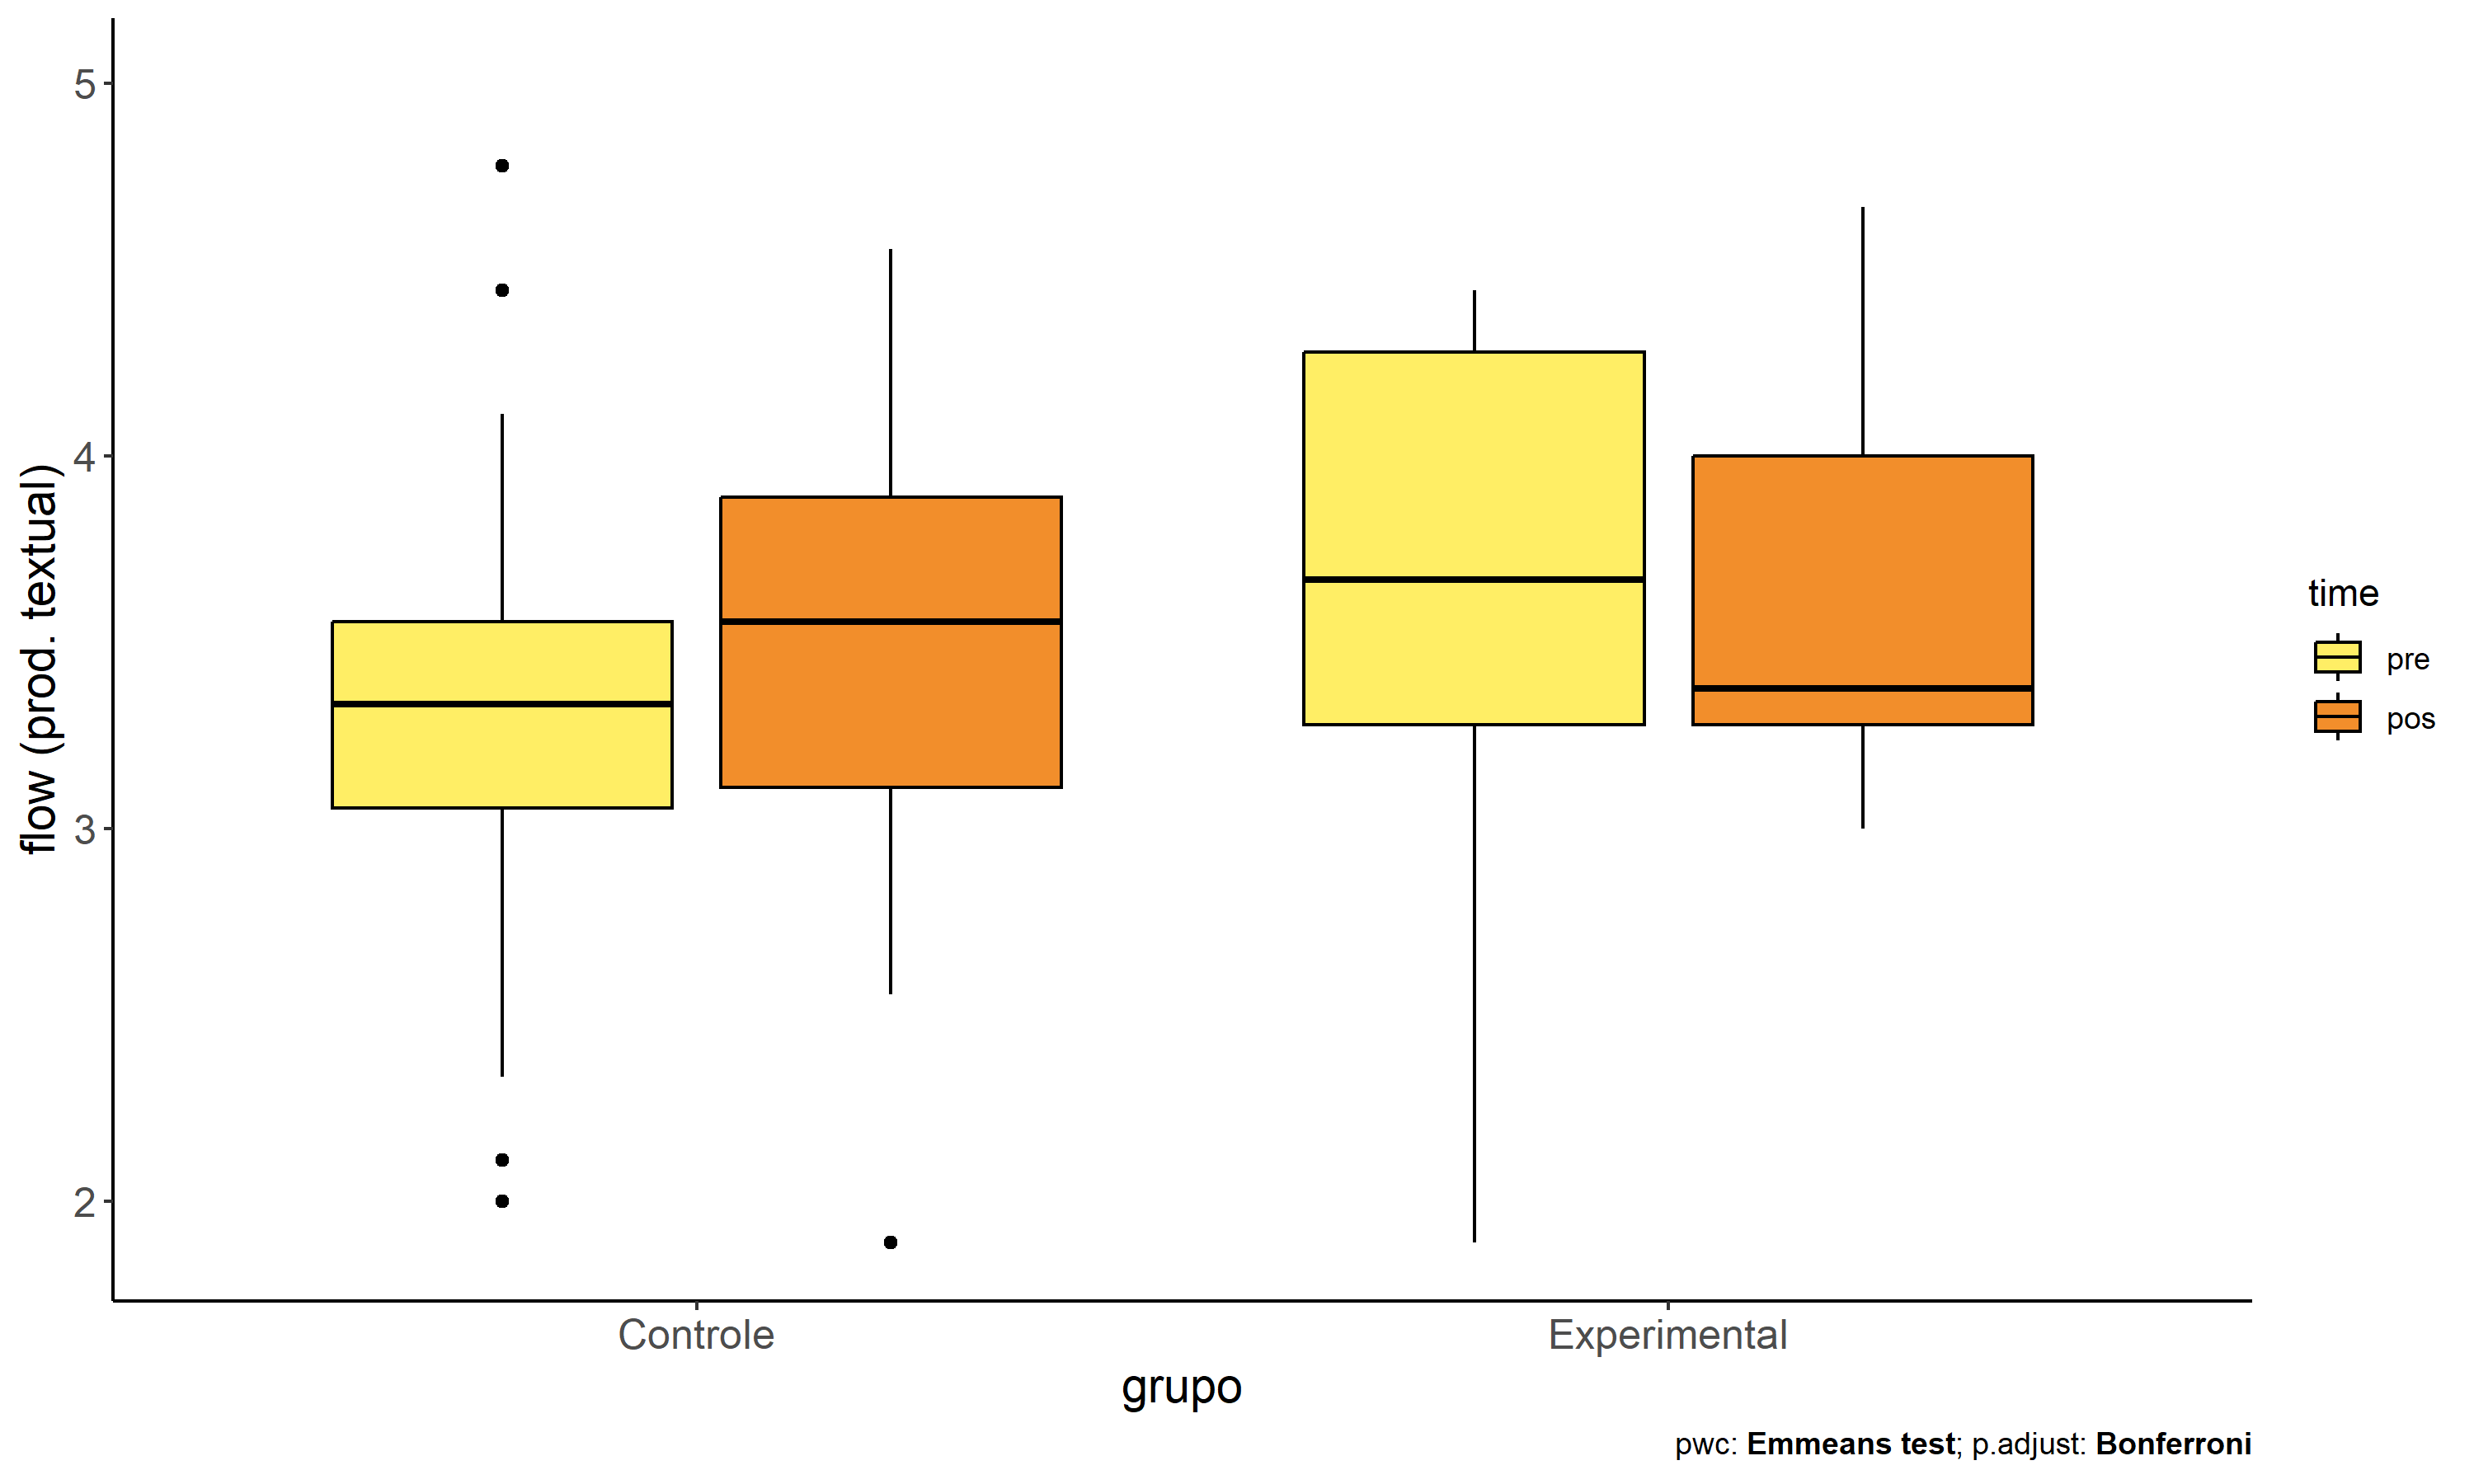 flow (prod. textual)
5
4
3
2
Controle
Experimental
grupo
time
pre
pos
pwc: Emmeans test; p.adjust: Bonferroni